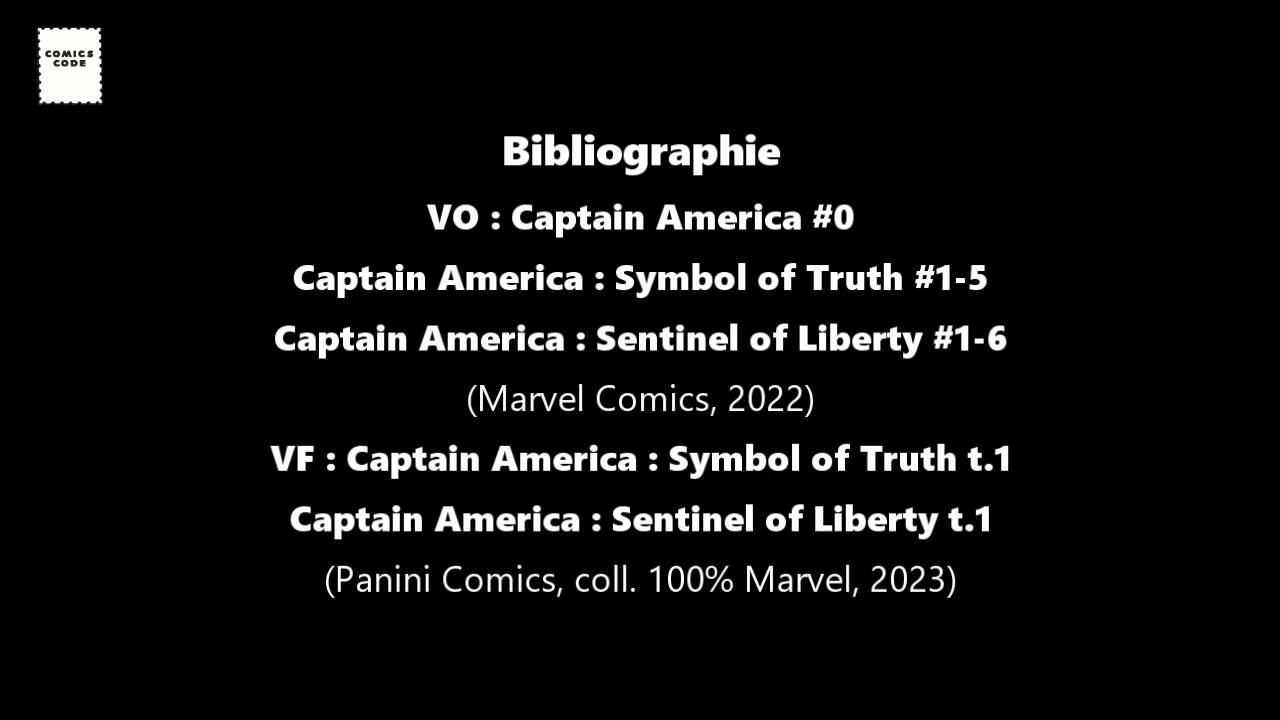 COMICS
CODE
Bibliographie
VO : Captain America #0
Captain America : Symbol of Truth #1-5
Captain America : Sentinel of Liberty #1-6
(Marvel Comics, 2022)
VF : Captain America : Symbol of Truth t.1
Captain America : Sentinel of Liberty t.1
(Panini Comics, coll. 100% Marvel, 2023)